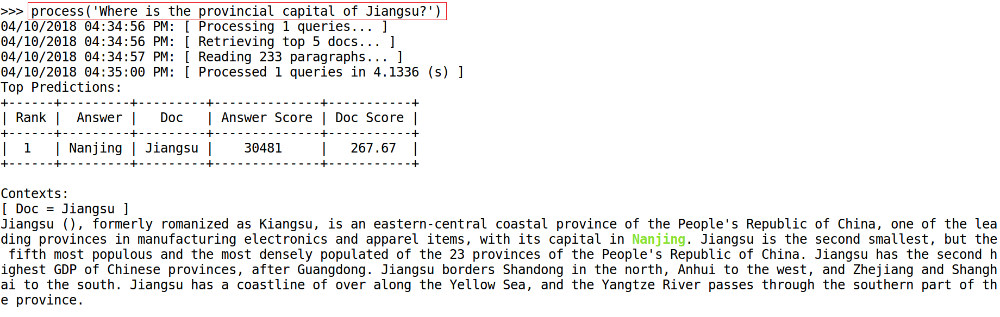 >>> process('Where is the provincial capital of Jiangsu?')
04/10/2018 04:34:56 PM: [ Processing 1 queries... ]
04/10/2018 04:34:56 PM: [ Retrieving top 5 docs... ]
04/10/2018 04:34:57 PM: [ Reading 233 paragraphs... ]
04/10/2018 04:35:00 PM: [ Processed 1 queries in 4.1336 (s) ]
Top Predictions:
+------+---------+---------+--------------+-----------+
| Rank |  Answer |   Doc   | Answer Score | Doc Score |
+------+---------+---------+--------------+-----------+
|  1   | Nanjing | Jiangsu |    30481     |   267.67  |
+------+---------+---------+--------------+-----------+

Contexts:
[ Doc = Jiangsu ]
Jiangsu (), formerly romanized as Kiangsu, is an eastern-central coastal province of the People's Republic of China, one of the lea
ding provinces in manufacturing electronics and apparel items, with its capital in Nanjing. Jiangsu is the second smallest, but the
 fifth most populous and the most densely populated of the 23 provinces of the People's Republic of China. Jiangsu has the second h
ighest GDP of Chinese provinces, after Guangdong. Jiangsu borders Shandong in the north, Anhui to the west, and Zhejiang and Shangh
ai to the south. Jiangsu has a coastline of over along the Yellow Sea, and the Yangtze River passes through the southern part of th
e province.